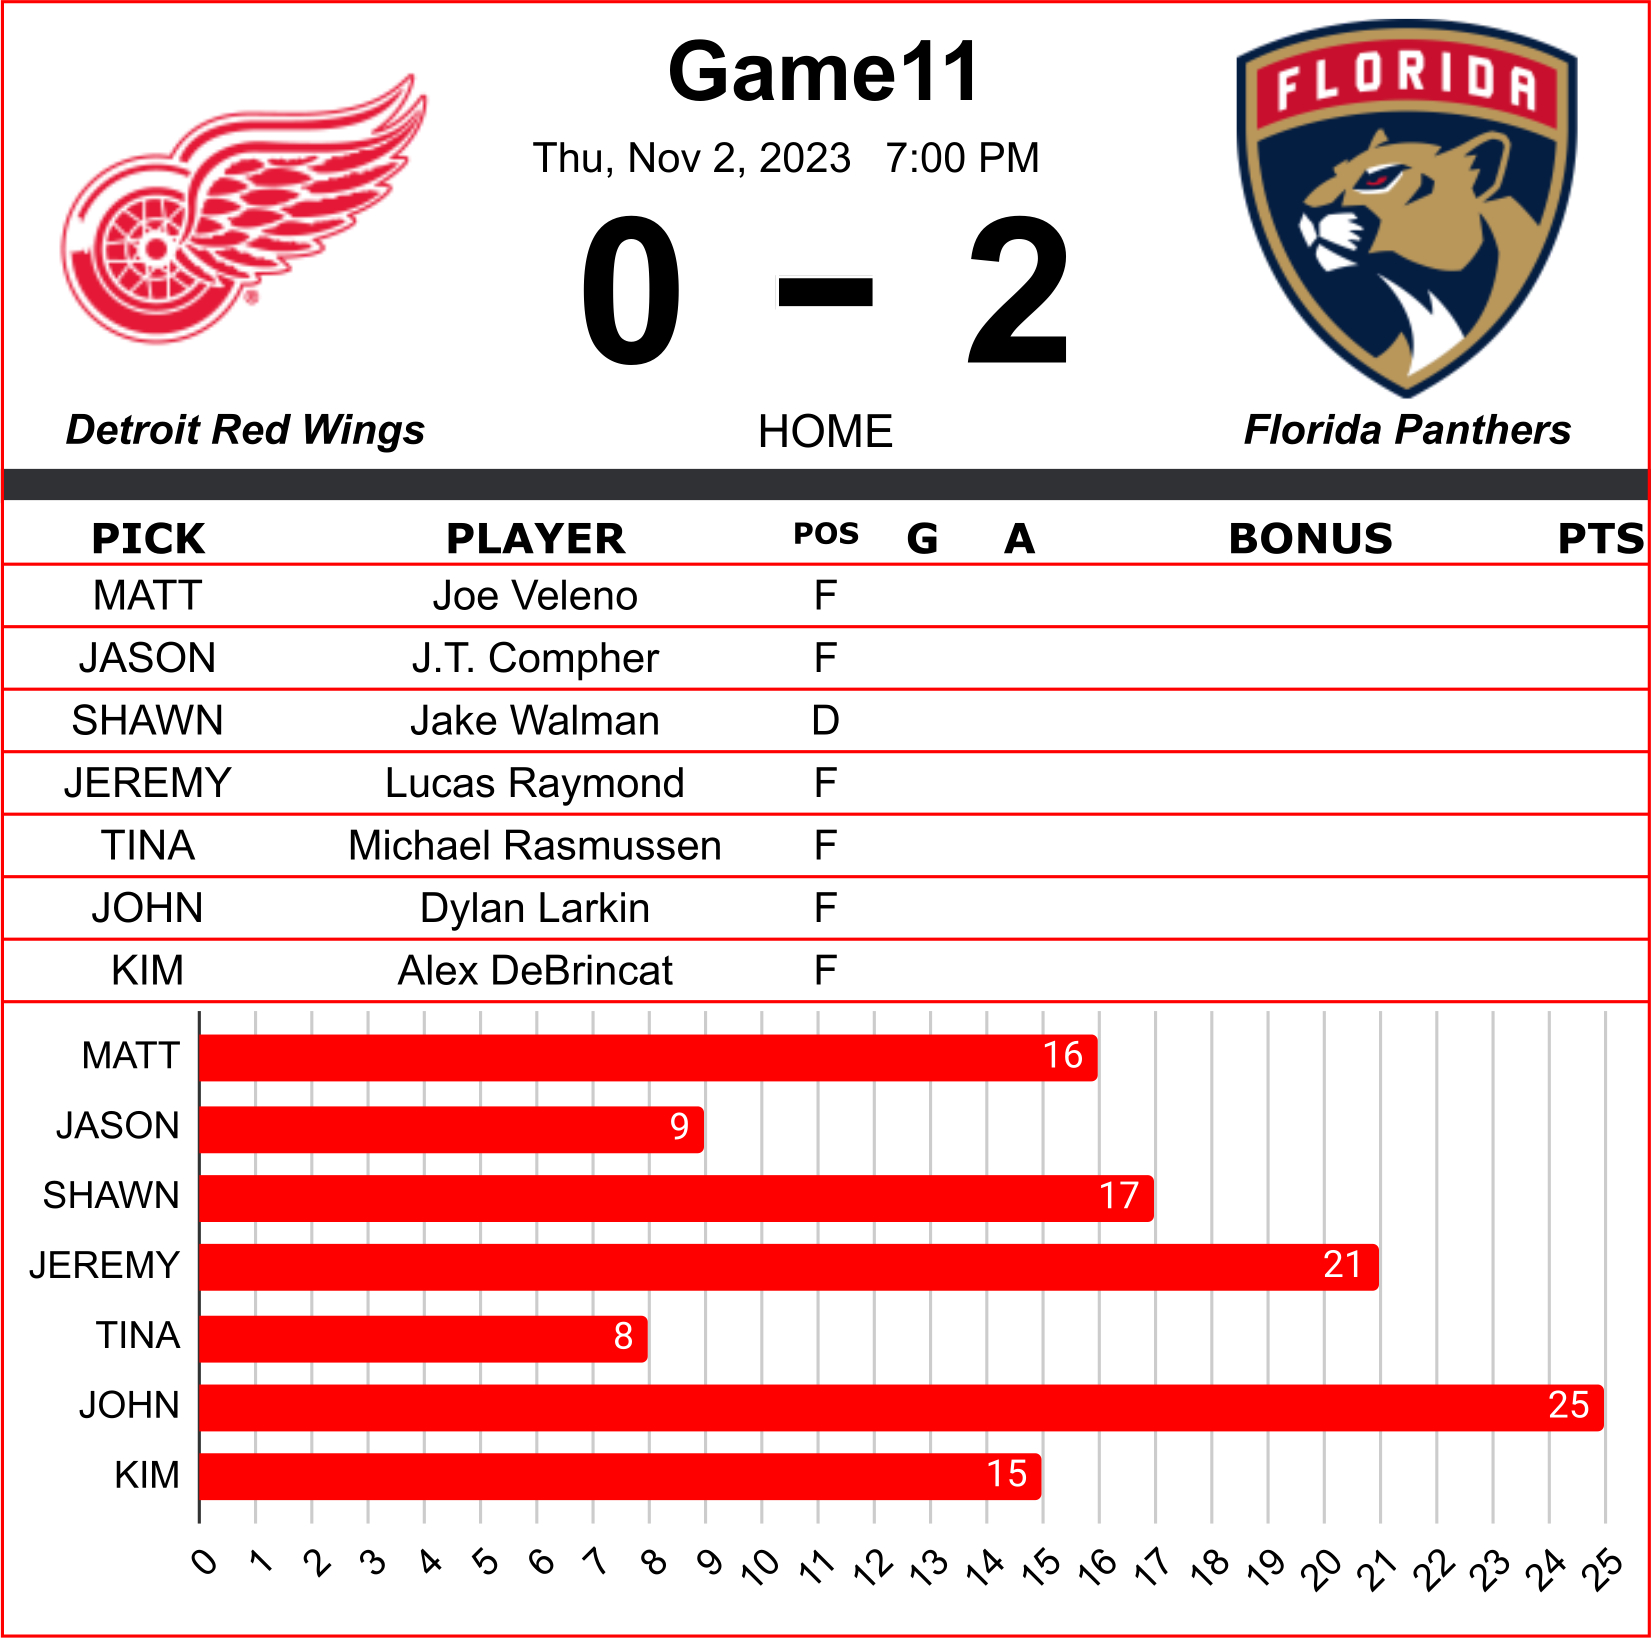 Game11
FLORIDA
Thu, Nov 2, 2023 7:00 PM
0 – 2
®
Detroit Red Wings HOME Florida Panthers
PICK PLAYER POS G A BONUS PTS
MATT Joe Veleno F
JASON J.T. Compher F
SHAWN Jake Walman D
JEREMY Lucas Raymond F
TINA Michael Rasmussen F
JOHN Dylan Larkin F
KIM Alex DeBrincat F
MATT 16
JASON 9
SHAWN 17
JEREMY 21
TINA 8
JOHN 25
KIM 15
0 1 2 3 4 5 6 7 8 9 10 11 12 13 14 15 16 17 18 19 20 21 22 23 24 25